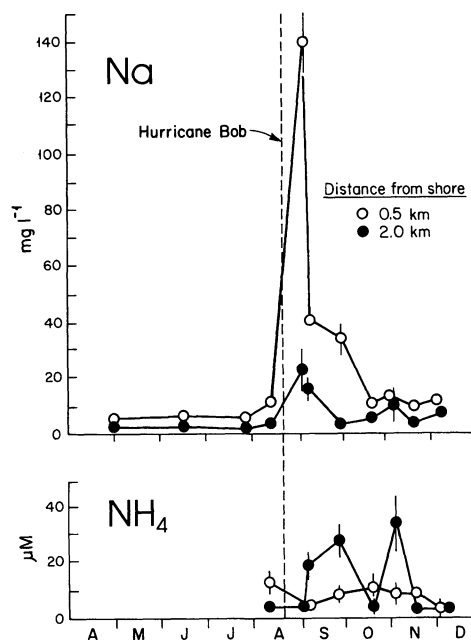 140
Na
120
Hurricane Bob
100
Distance from shore
0.5 km
2.0 km
80
mg l⁻¹
60
40
20
0
NH₄
40
μM
20
0
A M J J A S O N D